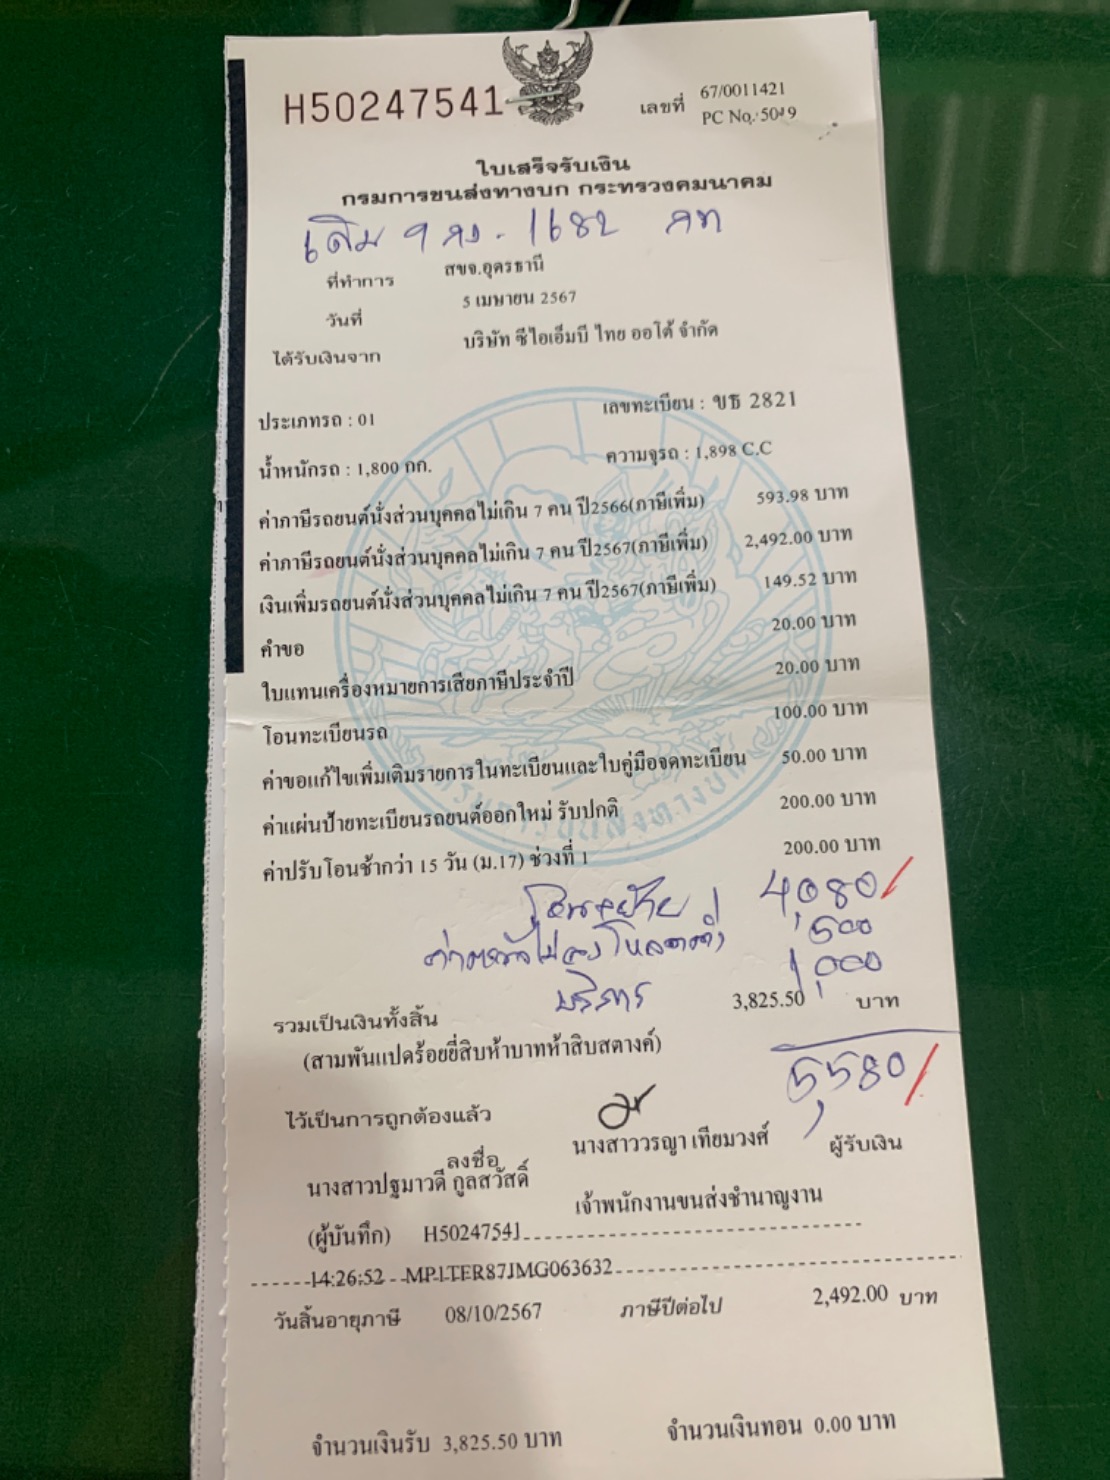 H50247541
เลขที่ 67/0011421
PC No.: 5019
ใบเสร็จรับเงิน
กรมการขนส่งทางบก กระทรวงคมนาคม
เดิม 9 กง - 1682 กท
ที่ทำการ สขจ.อุดรธานี
วันที่ 5 เมษายน 2567
ได้รับเงินจาก บริษัท ซีไอเอ็มบี ไทย ออโต้ จำกัด
ประเภทรถ : 01 เลขทะเบียน : ขธ 2821
น้ำหนักรถ : 1,800 กก. ความจุรถ : 1,898 C.C
ค่าภาษีรถยนต์นั่งส่วนบุคคลไม่เกิน 7 คน ปี2566(ภาษีเพิ่ม) 593.98 บาท
ค่าภาษีรถยนต์นั่งส่วนบุคคลไม่เกิน 7 คน ปี2567(ภาษีเพิ่ม) 2,492.00 บาท
เงินเพิ่มรถยนต์นั่งส่วนบุคคลไม่เกิน 7 คน ปี2567(ภาษีเพิ่ม) 149.52 บาท
คำขอ 20.00 บาท
ใบแทนเครื่องหมายการเสียภาษีประจำปี 20.00 บาท
โอนทะเบียนรถ 100.00 บาท
ค่าขอแก้ไขเพิ่มเติมรายการในทะเบียนและใบคู่มือจดทะเบียน 50.00 บาท
ค่าแผ่นป้ายทะเบียนรถยนต์ออกใหม่ รับปกติ 200.00 บาท
ค่าปรับโอนช้ากว่า 15 วัน (ม.17) ช่วงที่ 1 200.00 บาท
โอน+ย้าย 4,080/
500
บริการ 1,000
รวมเป็นเงินทั้งสิ้น 3,825.50 บาท
(สามพันแปดร้อยยี่สิบห้าบาทห้าสิบสตางค์)
5,580/
ไว้เป็นการถูกต้องแล้ว
ลงชื่อ นางสาววรญา เทียมวงศ์ ผู้รับเงิน
นางสาวปฐมาวดี กูลสวัสดิ์ เจ้าพนักงานขนส่งชำนาญงาน
(ผู้บันทึก) H50247541
14:26:52 MP1TFR87JMG063632
วันสิ้นอายุภาษี 08/10/2567 ภาษีปีต่อไป 2,492.00 บาท
จำนวนเงินรับ 3,825.50 บาท จำนวนเงินทอน 0.00 บาท